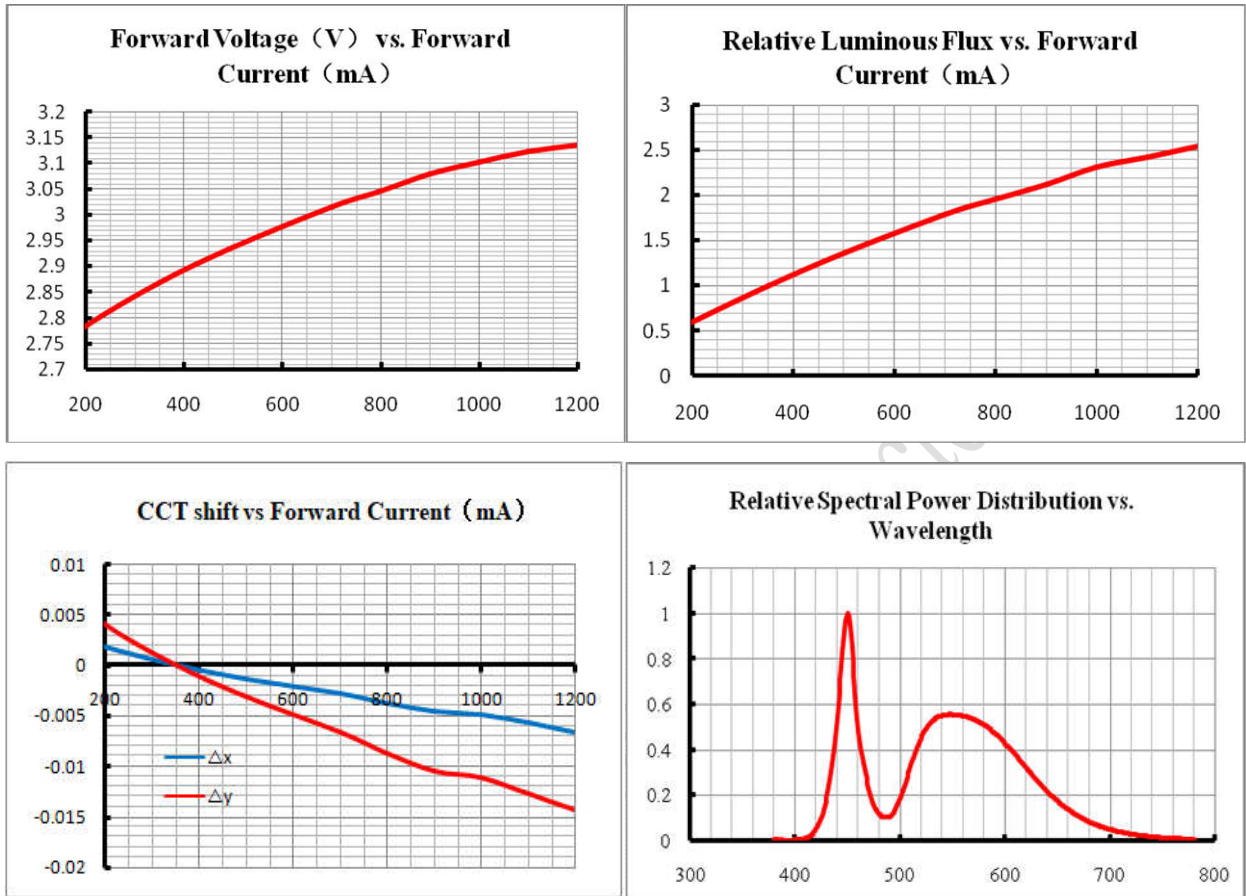 Forward Voltage（V） vs. Forward
Current（mA）
3.2
3.15
3.1
3.05
3
2.95
2.9
2.85
2.8
2.75
2.7
200 400 600 800 1000 1200
Relative Luminous Flux vs. Forward
Current（mA）
3
2.5
2
1.5
1
0.5
0
200 400 600 800 1000 1200
CCT shift vs Forward Current（mA）
0.01
0.005
0
-0.005
-0.01
-0.015
-0.02
200 400 600 800 1000 1200
△x
△y
Relative Spectral Power Distribution vs.
Wavelength
1.2
1
0.8
0.6
0.4
0.2
0
300 400 500 600 700 800